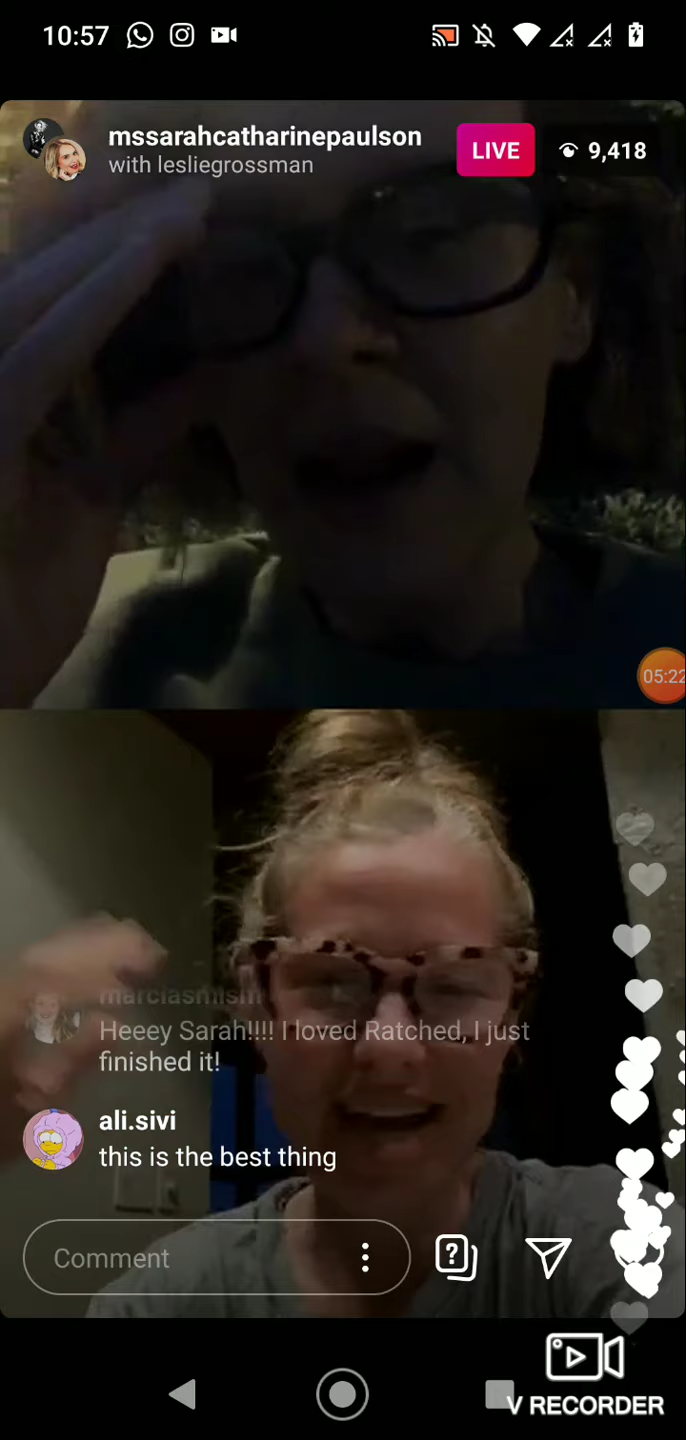 10:57
mssarahcatharinepaulson
with lesliegrossman
LIVE
9,418
05:22
marciasmism
Heeey Sarah!!!! I loved Ratched, I just
finished it!
ali.sivi
this is the best thing
Comment
V RECORDER